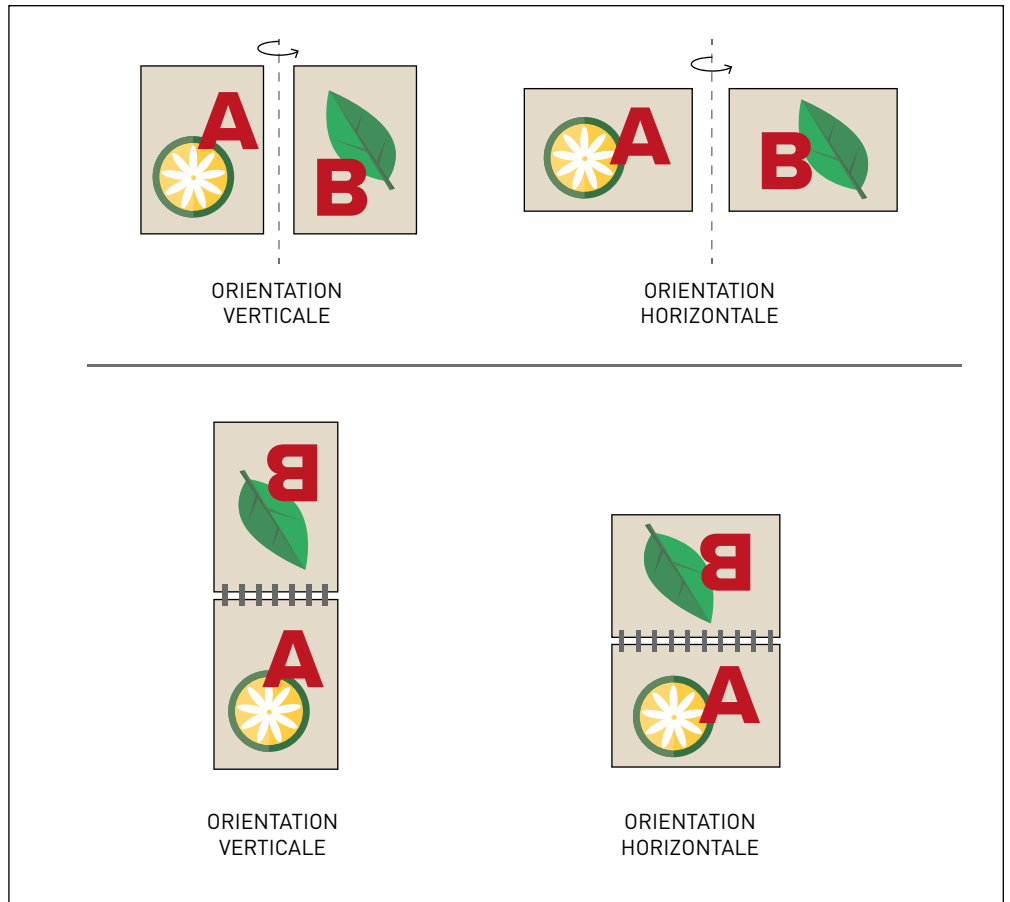 A
B
A
B
ORIENTATION
VERTICALE
ORIENTATION
HORIZONTALE
B
A
B
A
ORIENTATION
VERTICALE
ORIENTATION
HORIZONTALE